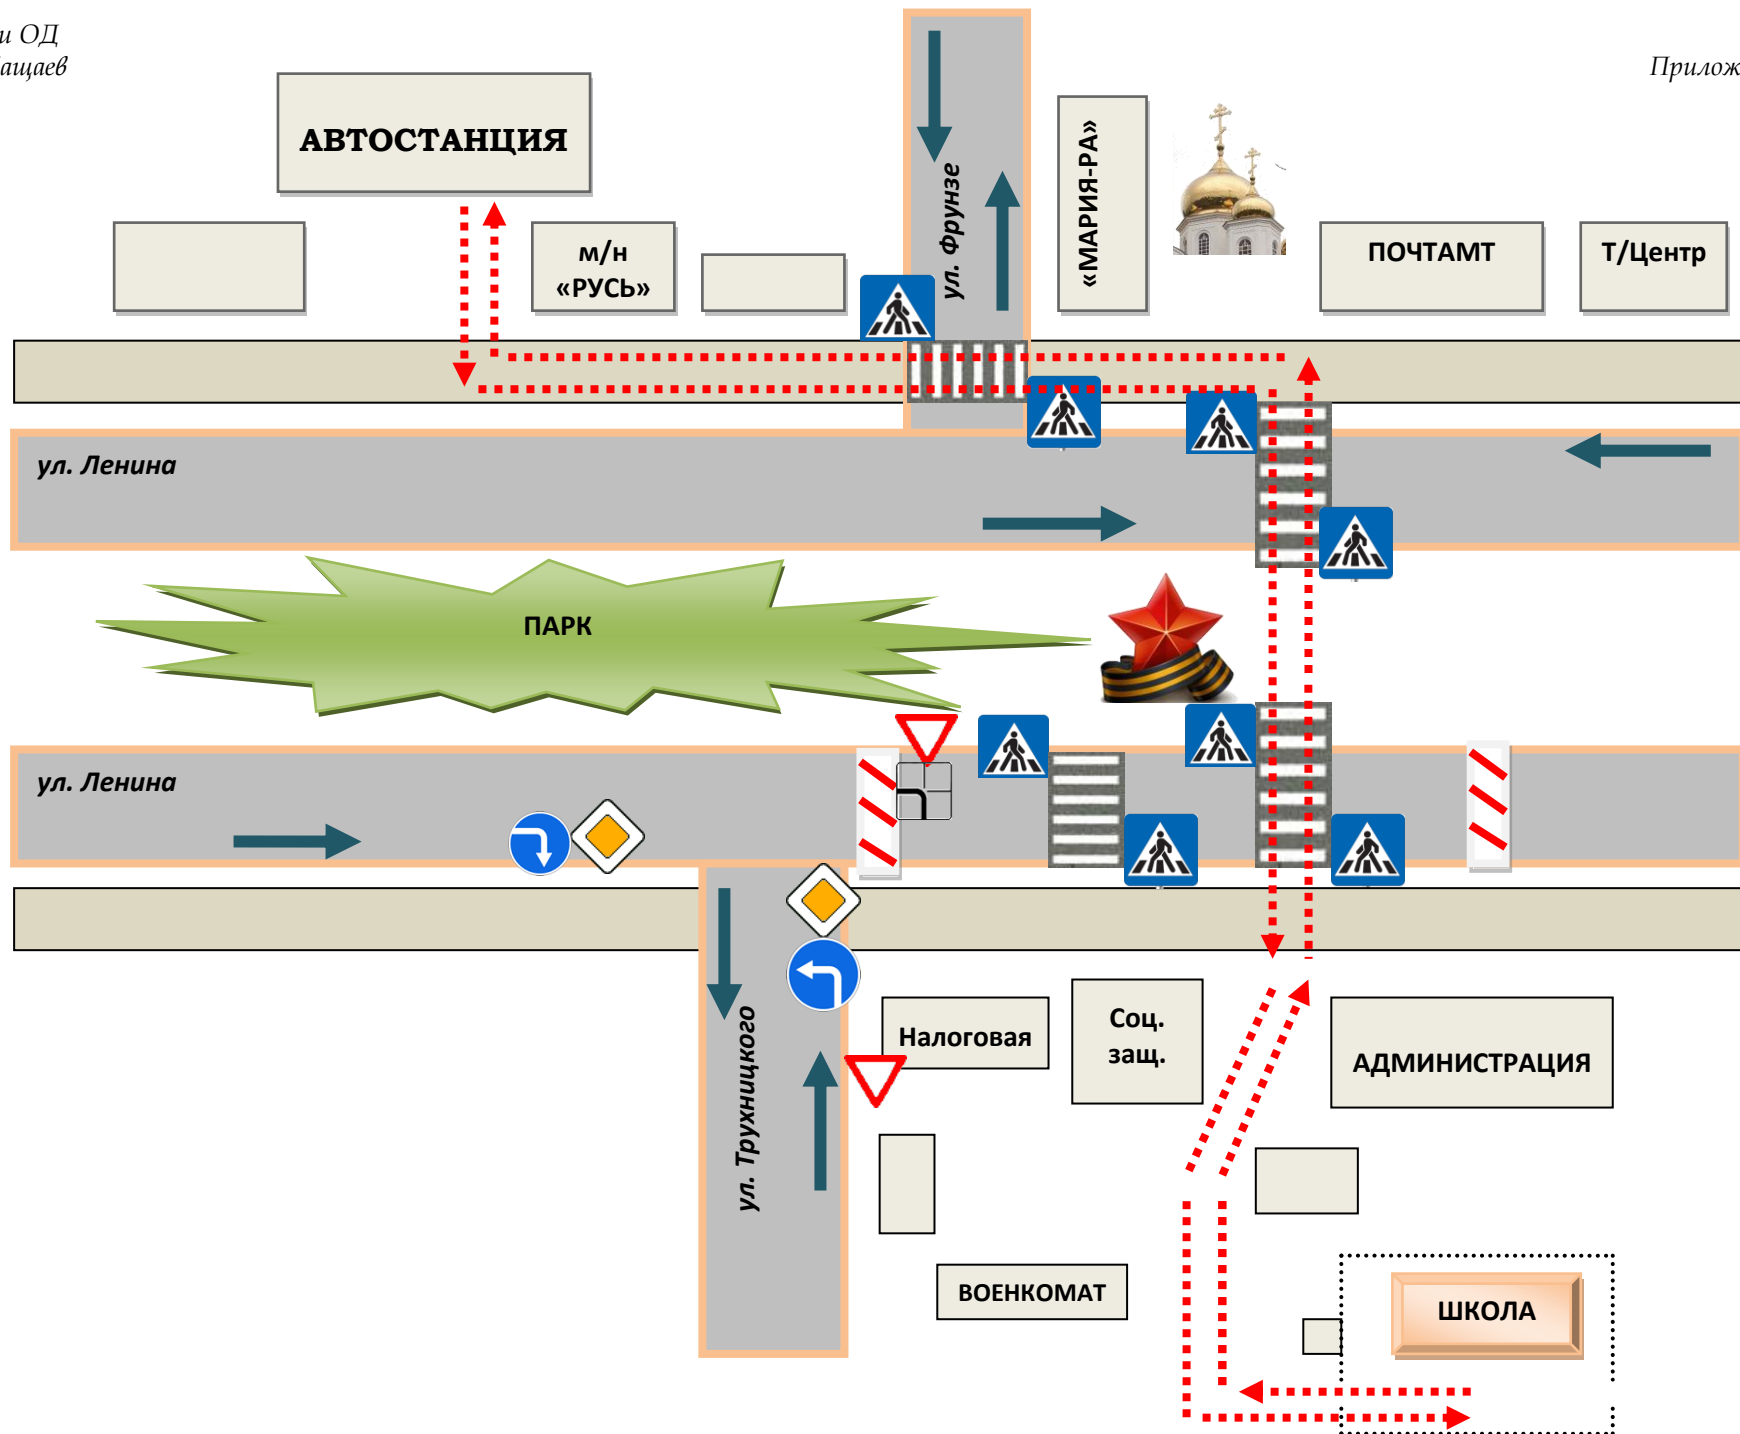 и ОД
ащаев
Прилож
АВТОСТАНЦИЯ
м/н
«РУСЬ»
ул. Фрунзе
«МАРИЯ-РА»
ПОЧТАМТ
Т/Центр
ул. Ленина
ПАРК
ул. Ленина
ул. Трухницкого
Налоговая
Соц.
защ.
АДМИНИСТРАЦИЯ
ВОЕНКОМАТ
ШКОЛА